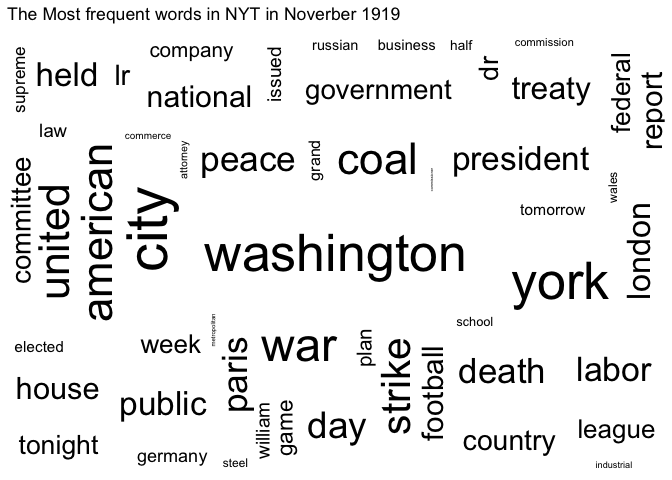 The Most frequent words in NYT in Noverber 1919
supreme
held
lr
company
national
issued
russian
business
half
government
dr
commission
treaty
federal
report
law
commerce
attorney
peace
grand
coal
president
committee
united
american
city
washington
wales
tomorrow
york
london
elected
week
metropolitan
paris
war
plan
strike
football
school
death
labor
house
public
tonight
germany
steel
william
game
day
country
league
industrial